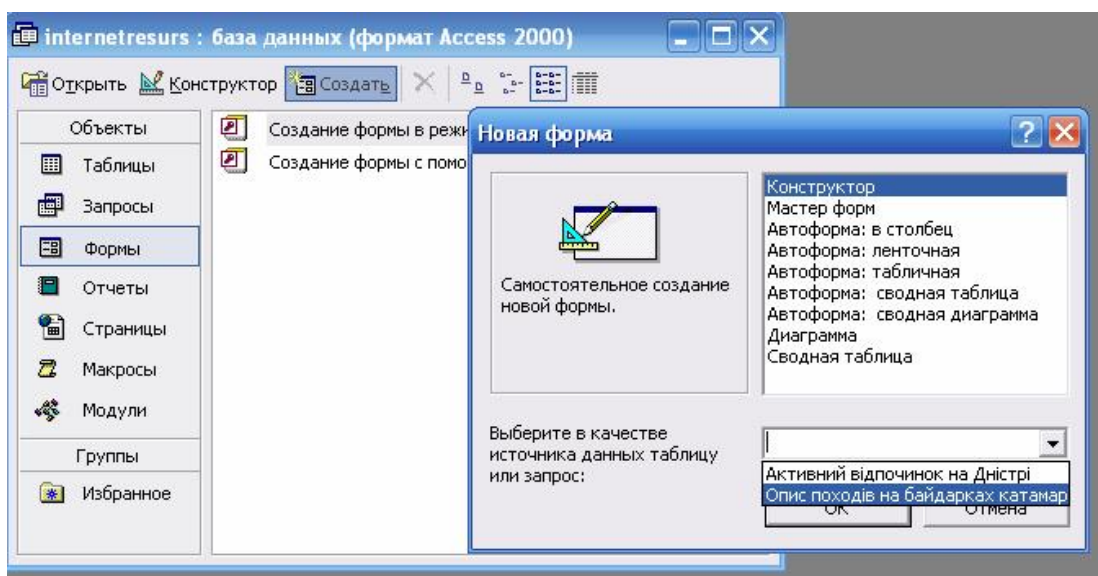 internetresurs : база данных (формат Access 2000)
Открыть Конструктор Создать
Объекты
Таблицы
Запросы
Формы
Отчеты
Страницы
Макросы
Модули
Группы
Избранное
Создание формы в режи
Создание формы с помо
Новая форма
Самостоятельное создание
новой формы.
Конструктор
Мастер форм
Автоформа: в столбец
Автоформа: ленточная
Автоформа: табличная
Автоформа: сводная таблица
Автоформа: сводная диаграмма
Диаграмма
Сводная таблица
Выберите в качестве
источника данных таблицу
или запрос:
Активний відпочинок на Дністрі
Опис походів на байдарках катамар
ОК Отмена